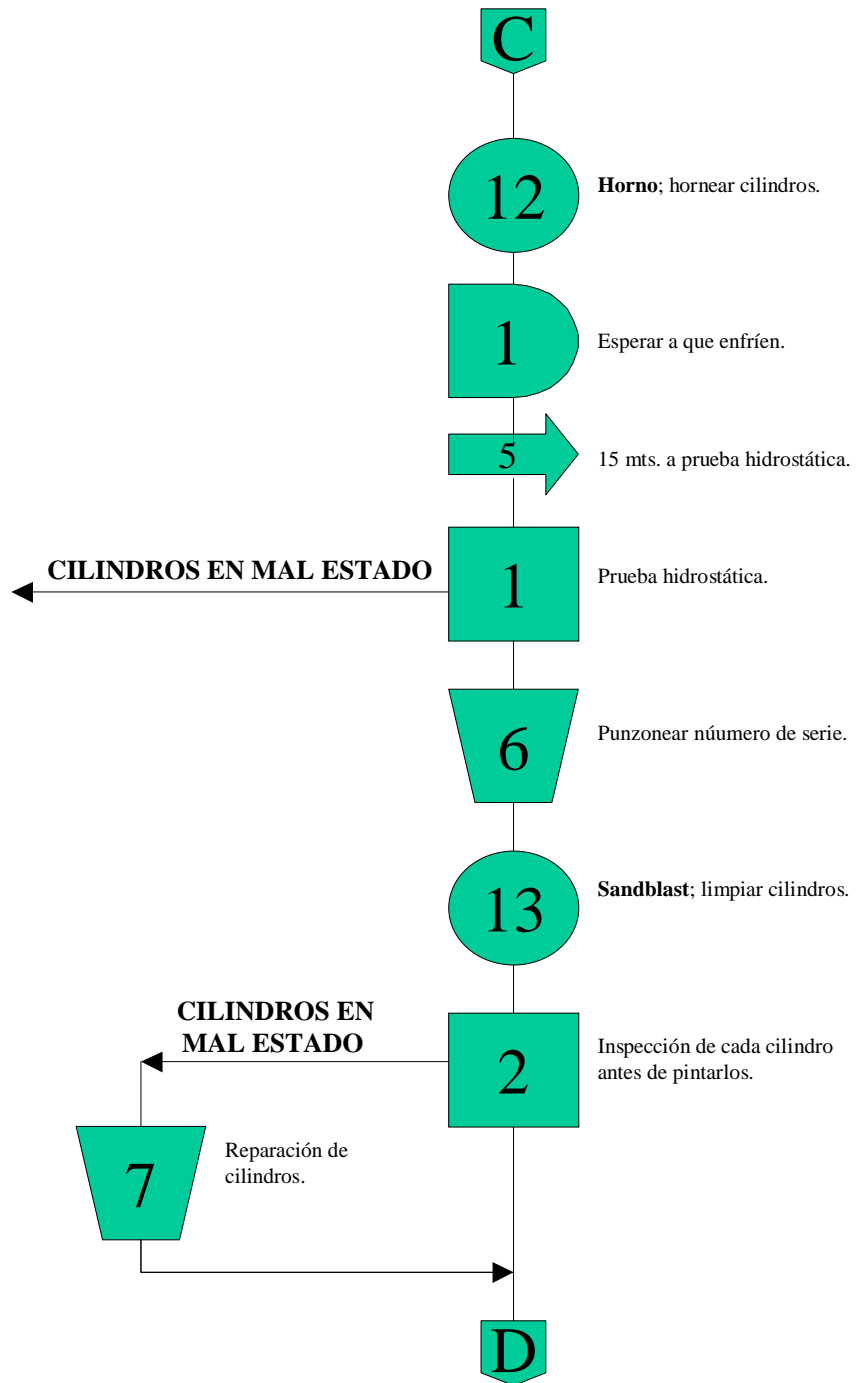 C
12
Horno; hornear cilindros.
1
Esperar a que enfríen.
5
15 mts. a prueba hidrostática.
CILINDROS EN MAL ESTADO
1
Prueba hidrostática.
6
Punzonear núumero de serie.
13
Sandblast; limpiar cilindros.
CILINDROS EN
MAL ESTADO
2
Inspección de cada cilindro
antes de pintarlos.
7
Reparación de
cilindros.
D